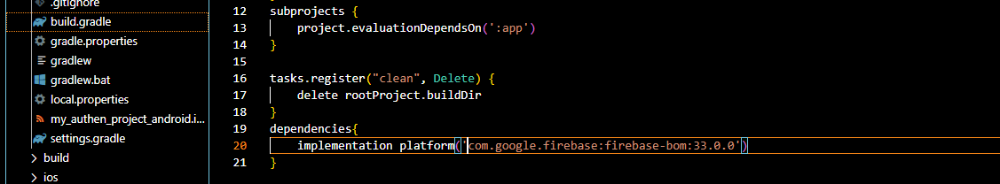 .gitignore
build.gradle
gradle.properties
gradlew
gradlew.bat
local.properties
my_authen_project_android.i...
settings.gradle
build
ios
12 subprojects {
13 project.evaluationDependsOn(':app')
14 }
15
16 tasks.register("clean", Delete) {
17 delete rootProject.buildDir
18 }
19 dependencies{
20 implementation platform('com.google.firebase:firebase-bom:33.0.0')
21 }